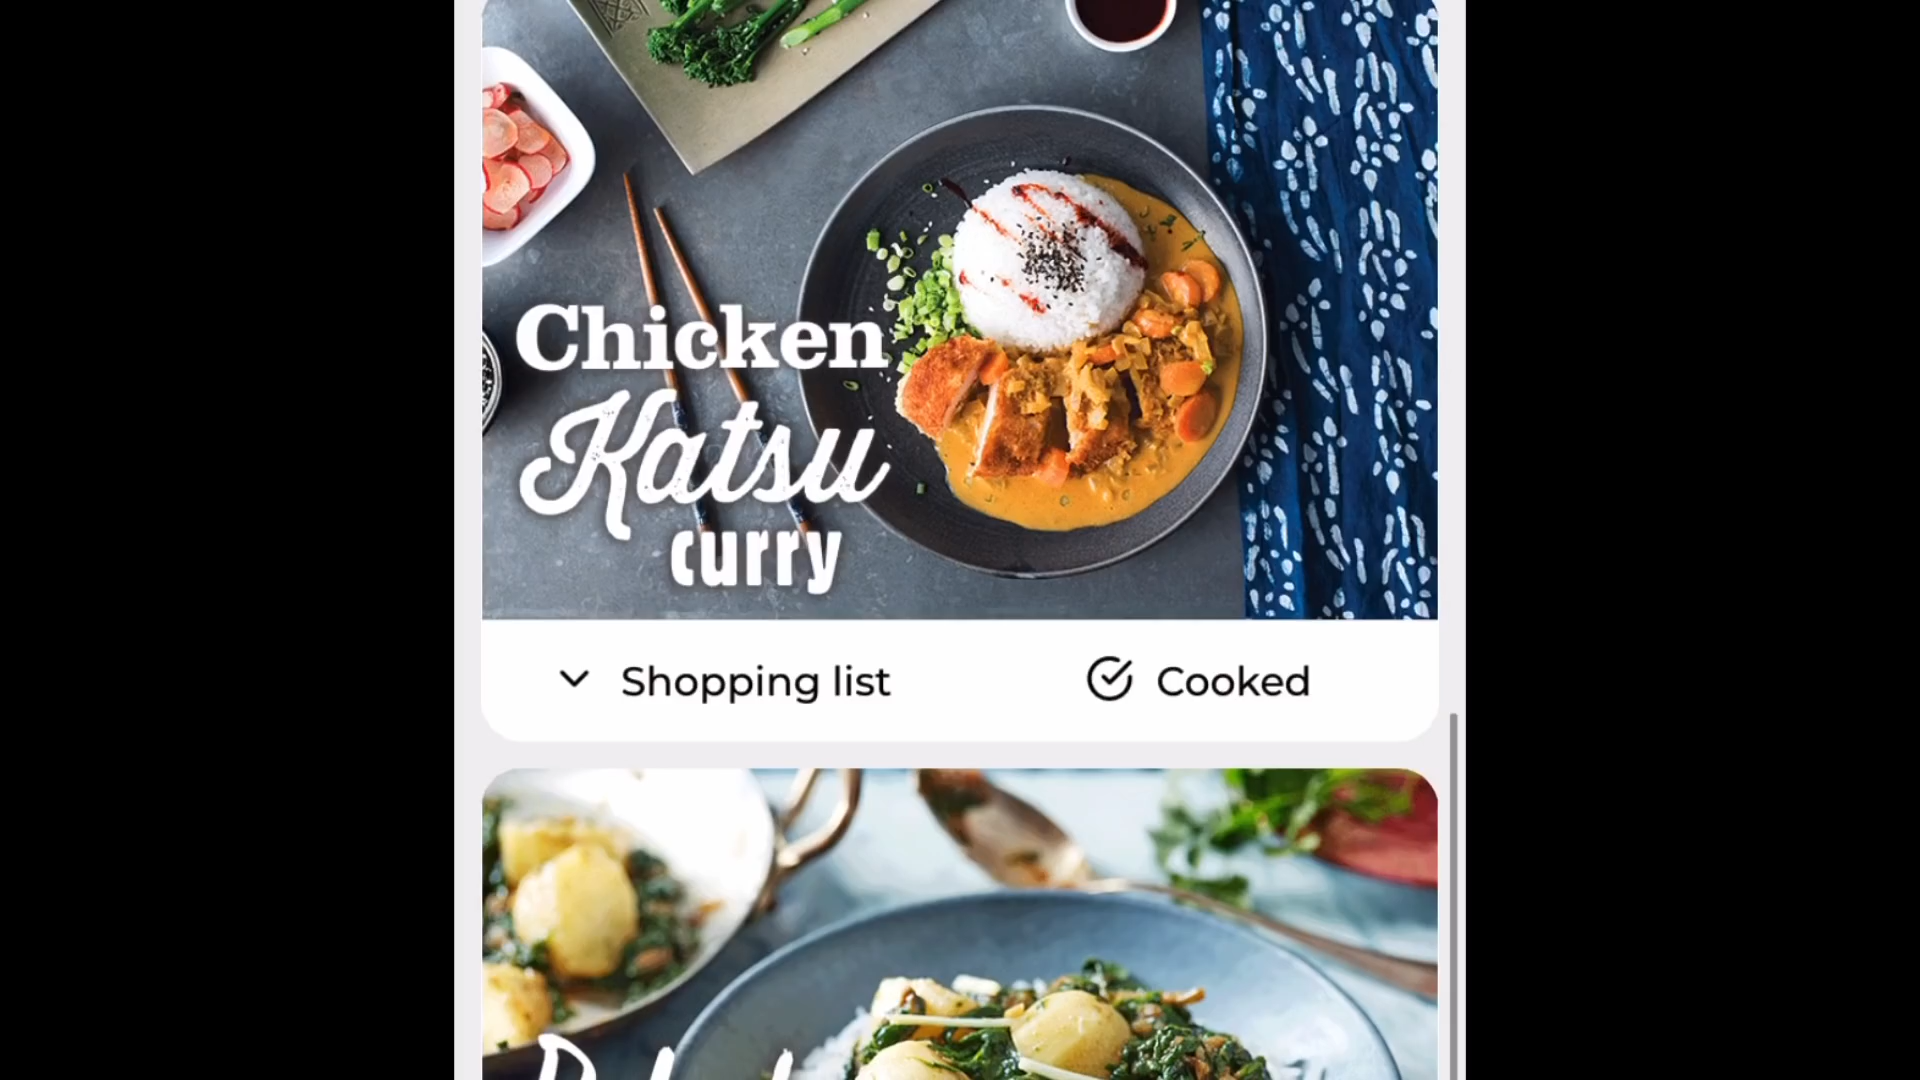 Chicken
Katsu
curry
Shopping list
Cooked